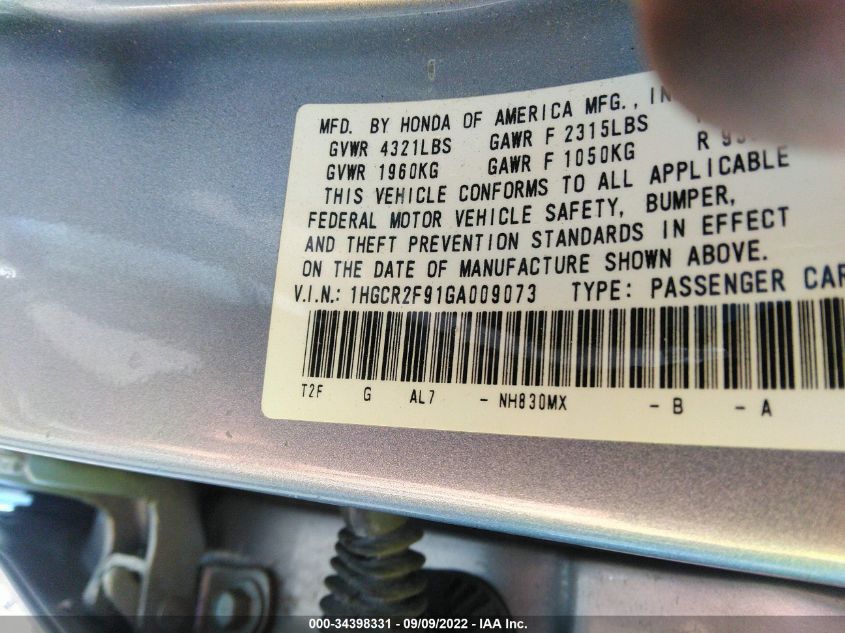 MFD. BY HONDA OF AMERICA MFG.,
GVWR 4321LBS GAWR F 2315LBS
GVWR 1960KG GAWR F 1050KG R
THIS VEHICLE CONFORMS TO ALL APPLICABLE
FEDERAL MOTOR VEHICLE SAFETY, BUMPER,
AND THEFT PREVENTION STANDARDS IN EFFECT
ON THE DATE OF MANUFACTURE SHOWN ABOVE.
V.I.N.: 1HGCR2F91GA009073 TYPE: PASSENGER CAR
T2F G AL7 - NH830MX - B - A
000-34398331 - 09/09/2022 - IAA Inc.